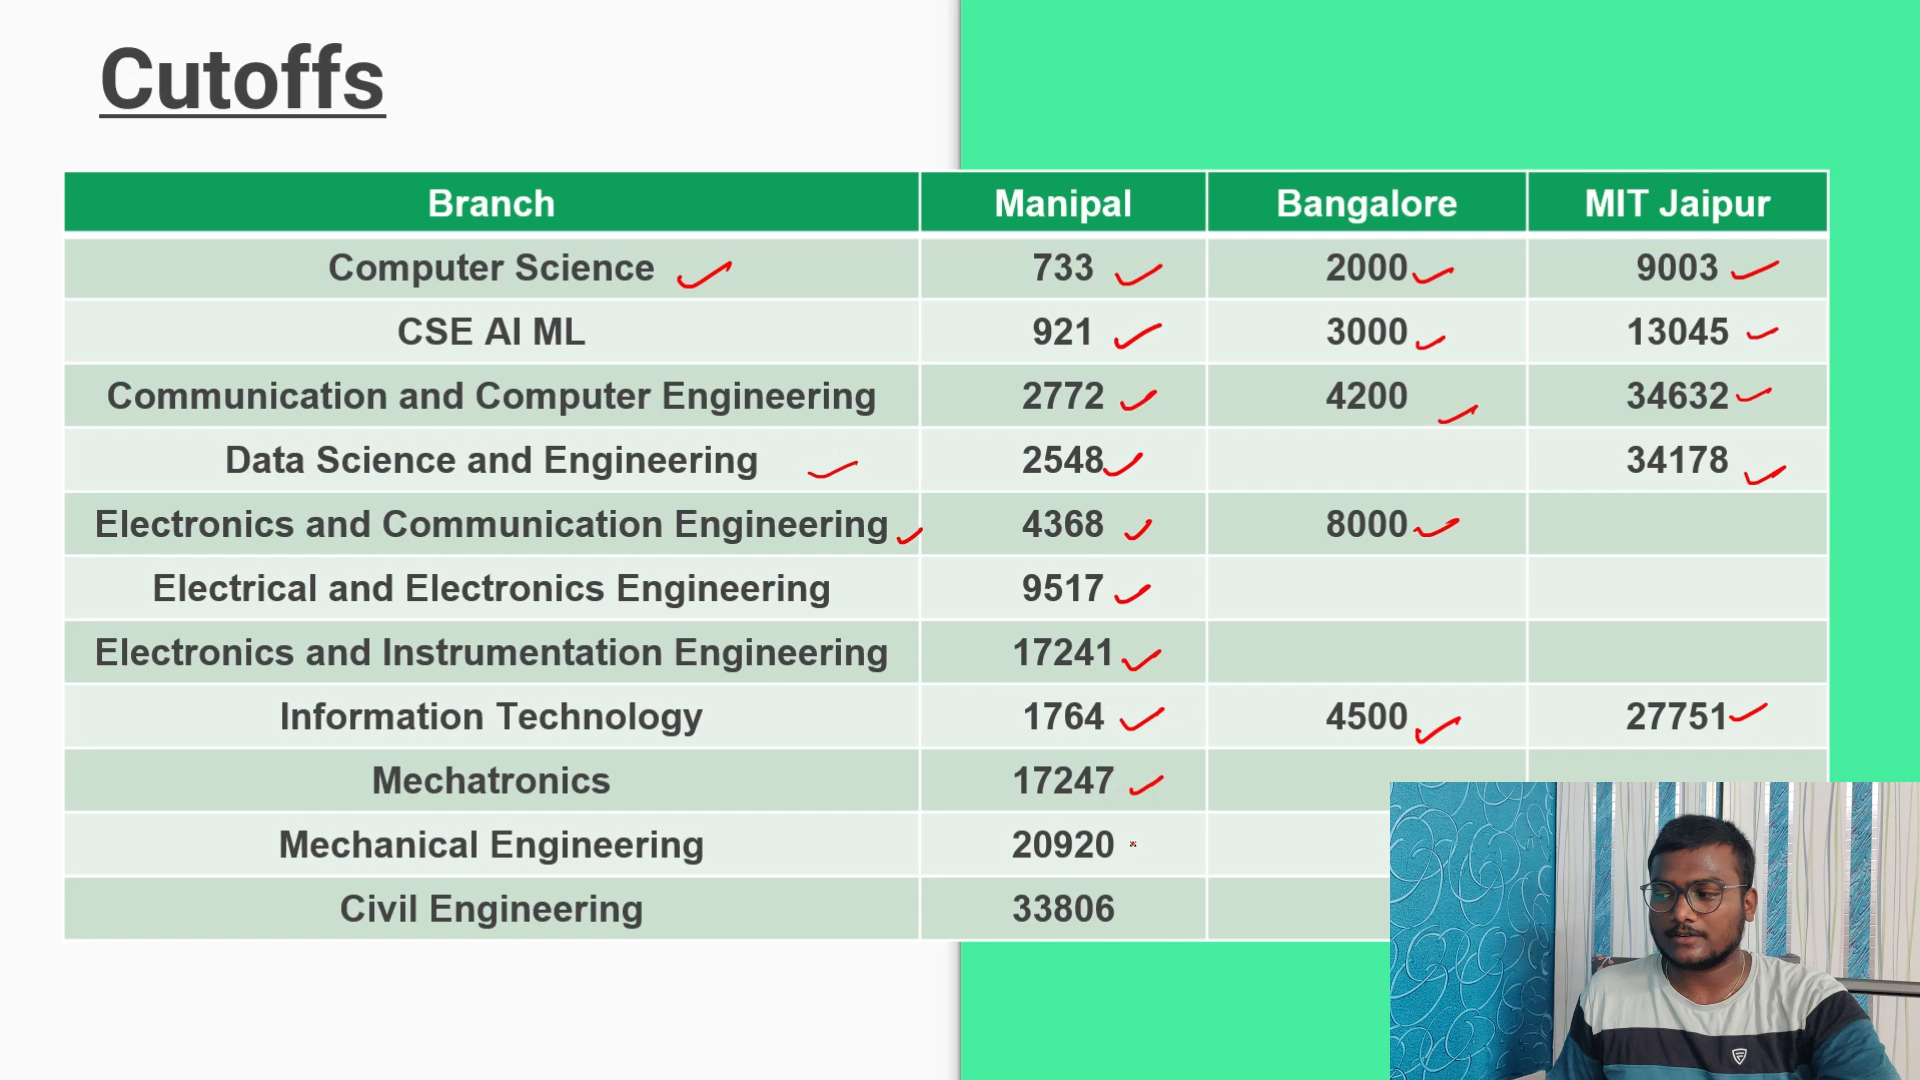 Cutoffs
Branch Manipal Bangalore MIT Jaipur
Computer Science 733 2000 9003
CSE AI ML 921 3000 13045
Communication and Computer Engineering 2772 4200 34632
Data Science and Engineering 2548 34178
Electronics and Communication Engineering 4368 8000
Electrical and Electronics Engineering 9517
Electronics and Instrumentation Engineering 17241
Information Technology 1764 4500 27751
Mechatronics 17247
Mechanical Engineering 20920
Civil Engineering 33806